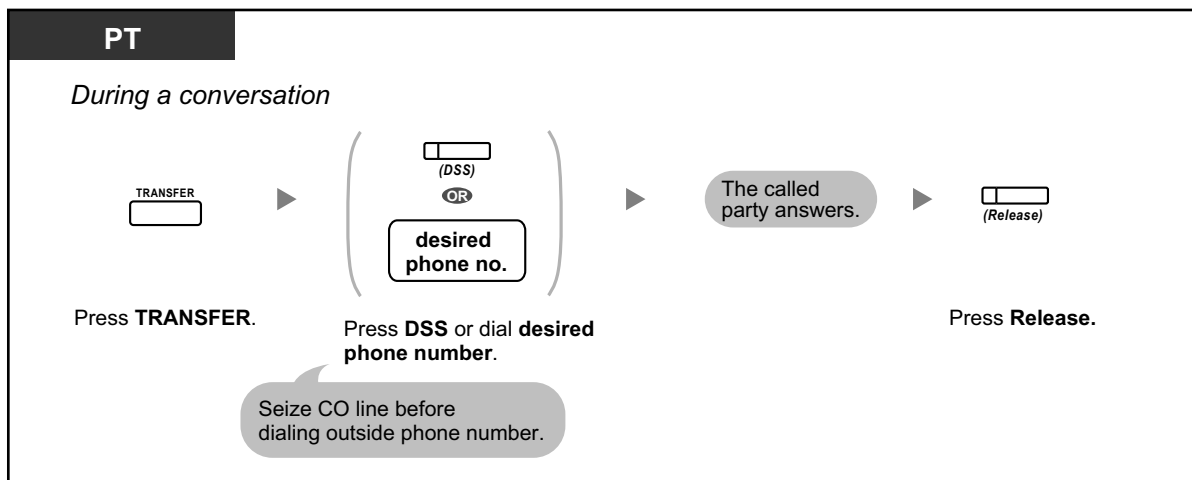 PT
During a conversation
TRANSFER
(DSS)
OR
desired
phone no.
The called
party answers.
(Release)
Press TRANSFER.
Press DSS or dial desired
phone number.
Press Release.
Seize CO line before
dialing outside phone number.